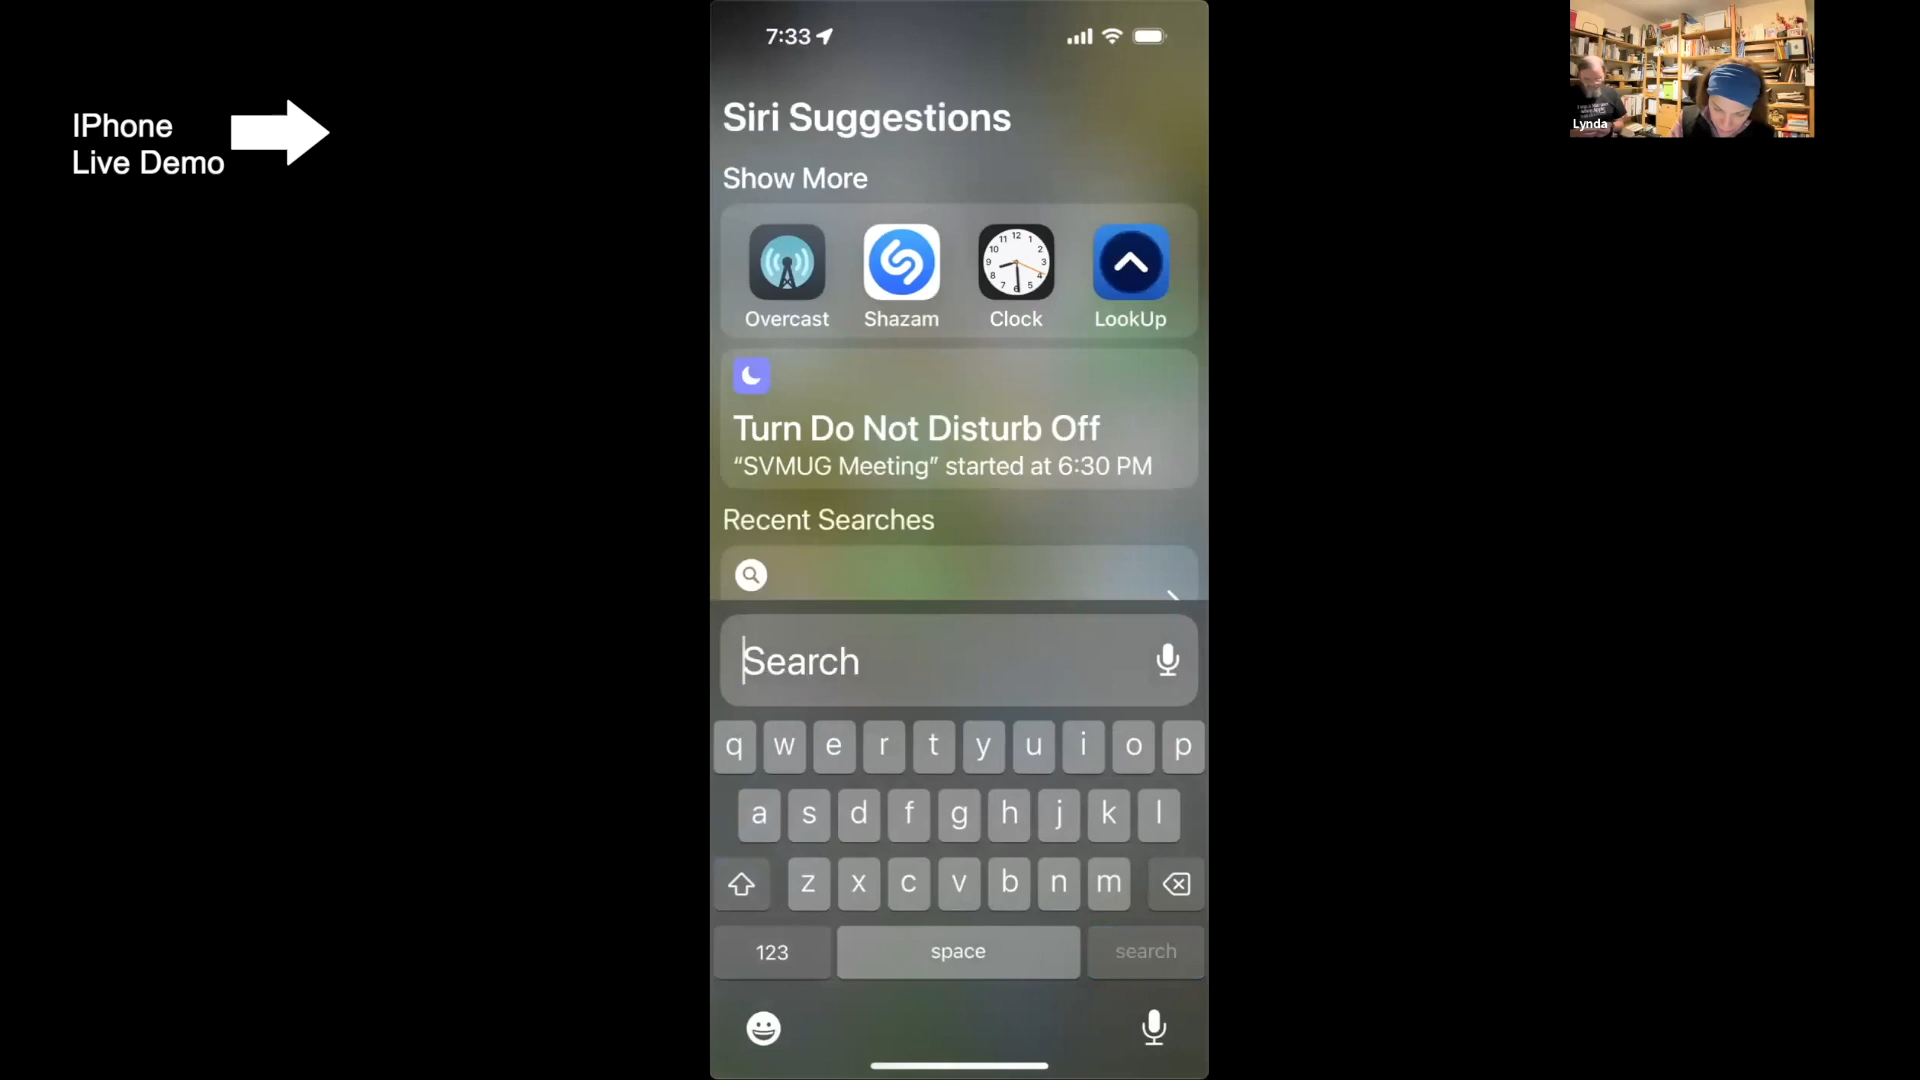 IPhone
Live Demo
7:33
Siri Suggestions
Show More
Overcast
Shazam
Clock
LookUp
Turn Do Not Disturb Off
“SVMUG Meeting” started at 6:30 PM
Recent Searches
Search
q w e r t y u i o p
a s d f g h j k l
z x c v b n m
123 space search
Lynda